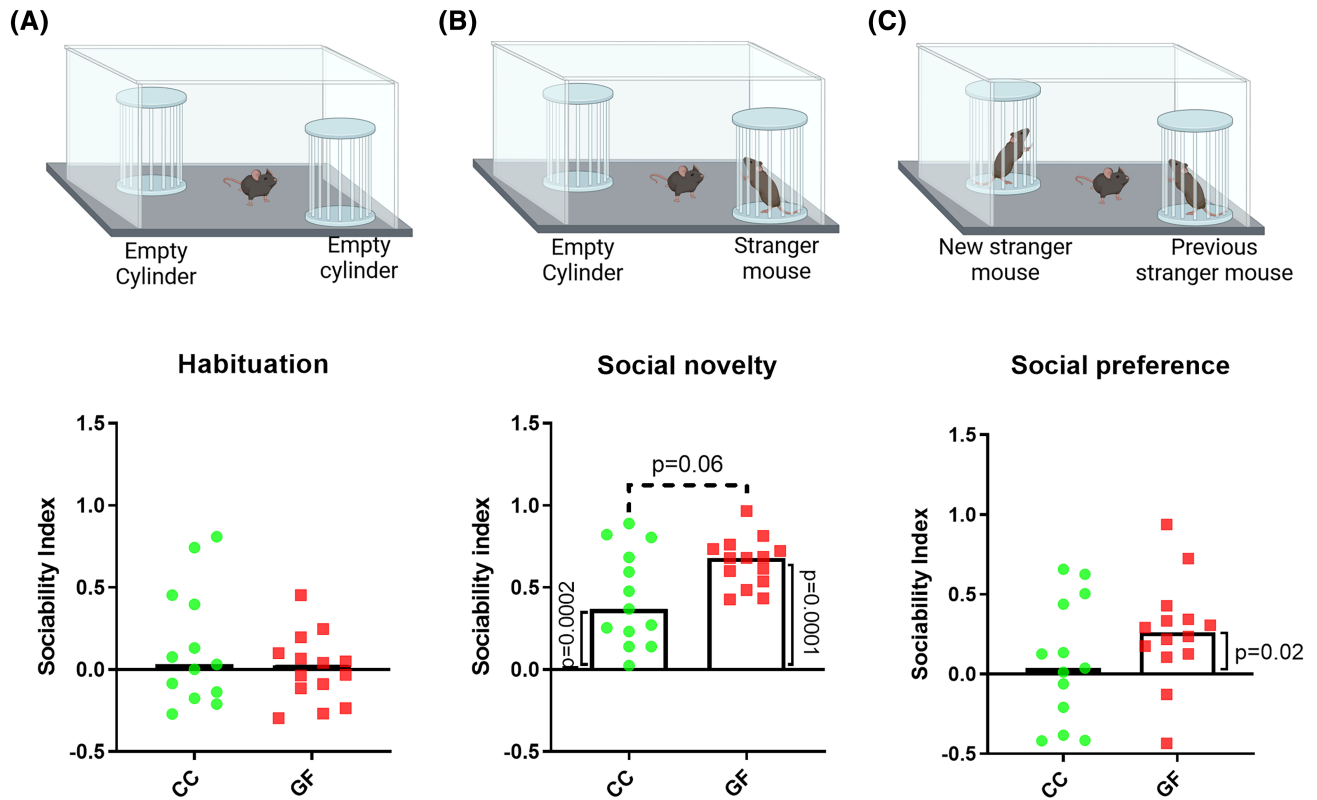 (A)
(B)
(C)
Empty
Cylinder
Empty
cylinder
Empty
Cylinder
Stranger
mouse
New stranger
mouse
Previous
stranger mouse
Habituation
Sociability Index
1.5
1.0
0.5
0.0
-0.5
CC
GF
Social novelty
Sociability index
1.5
1.0
0.5
0.0
-0.5
p=0.06
p=0.0002
p=0.0001
CC
GF
Social preference
Sociability Index
1.5
1.0
0.5
0.0
-0.5
p=0.02
CC
GF